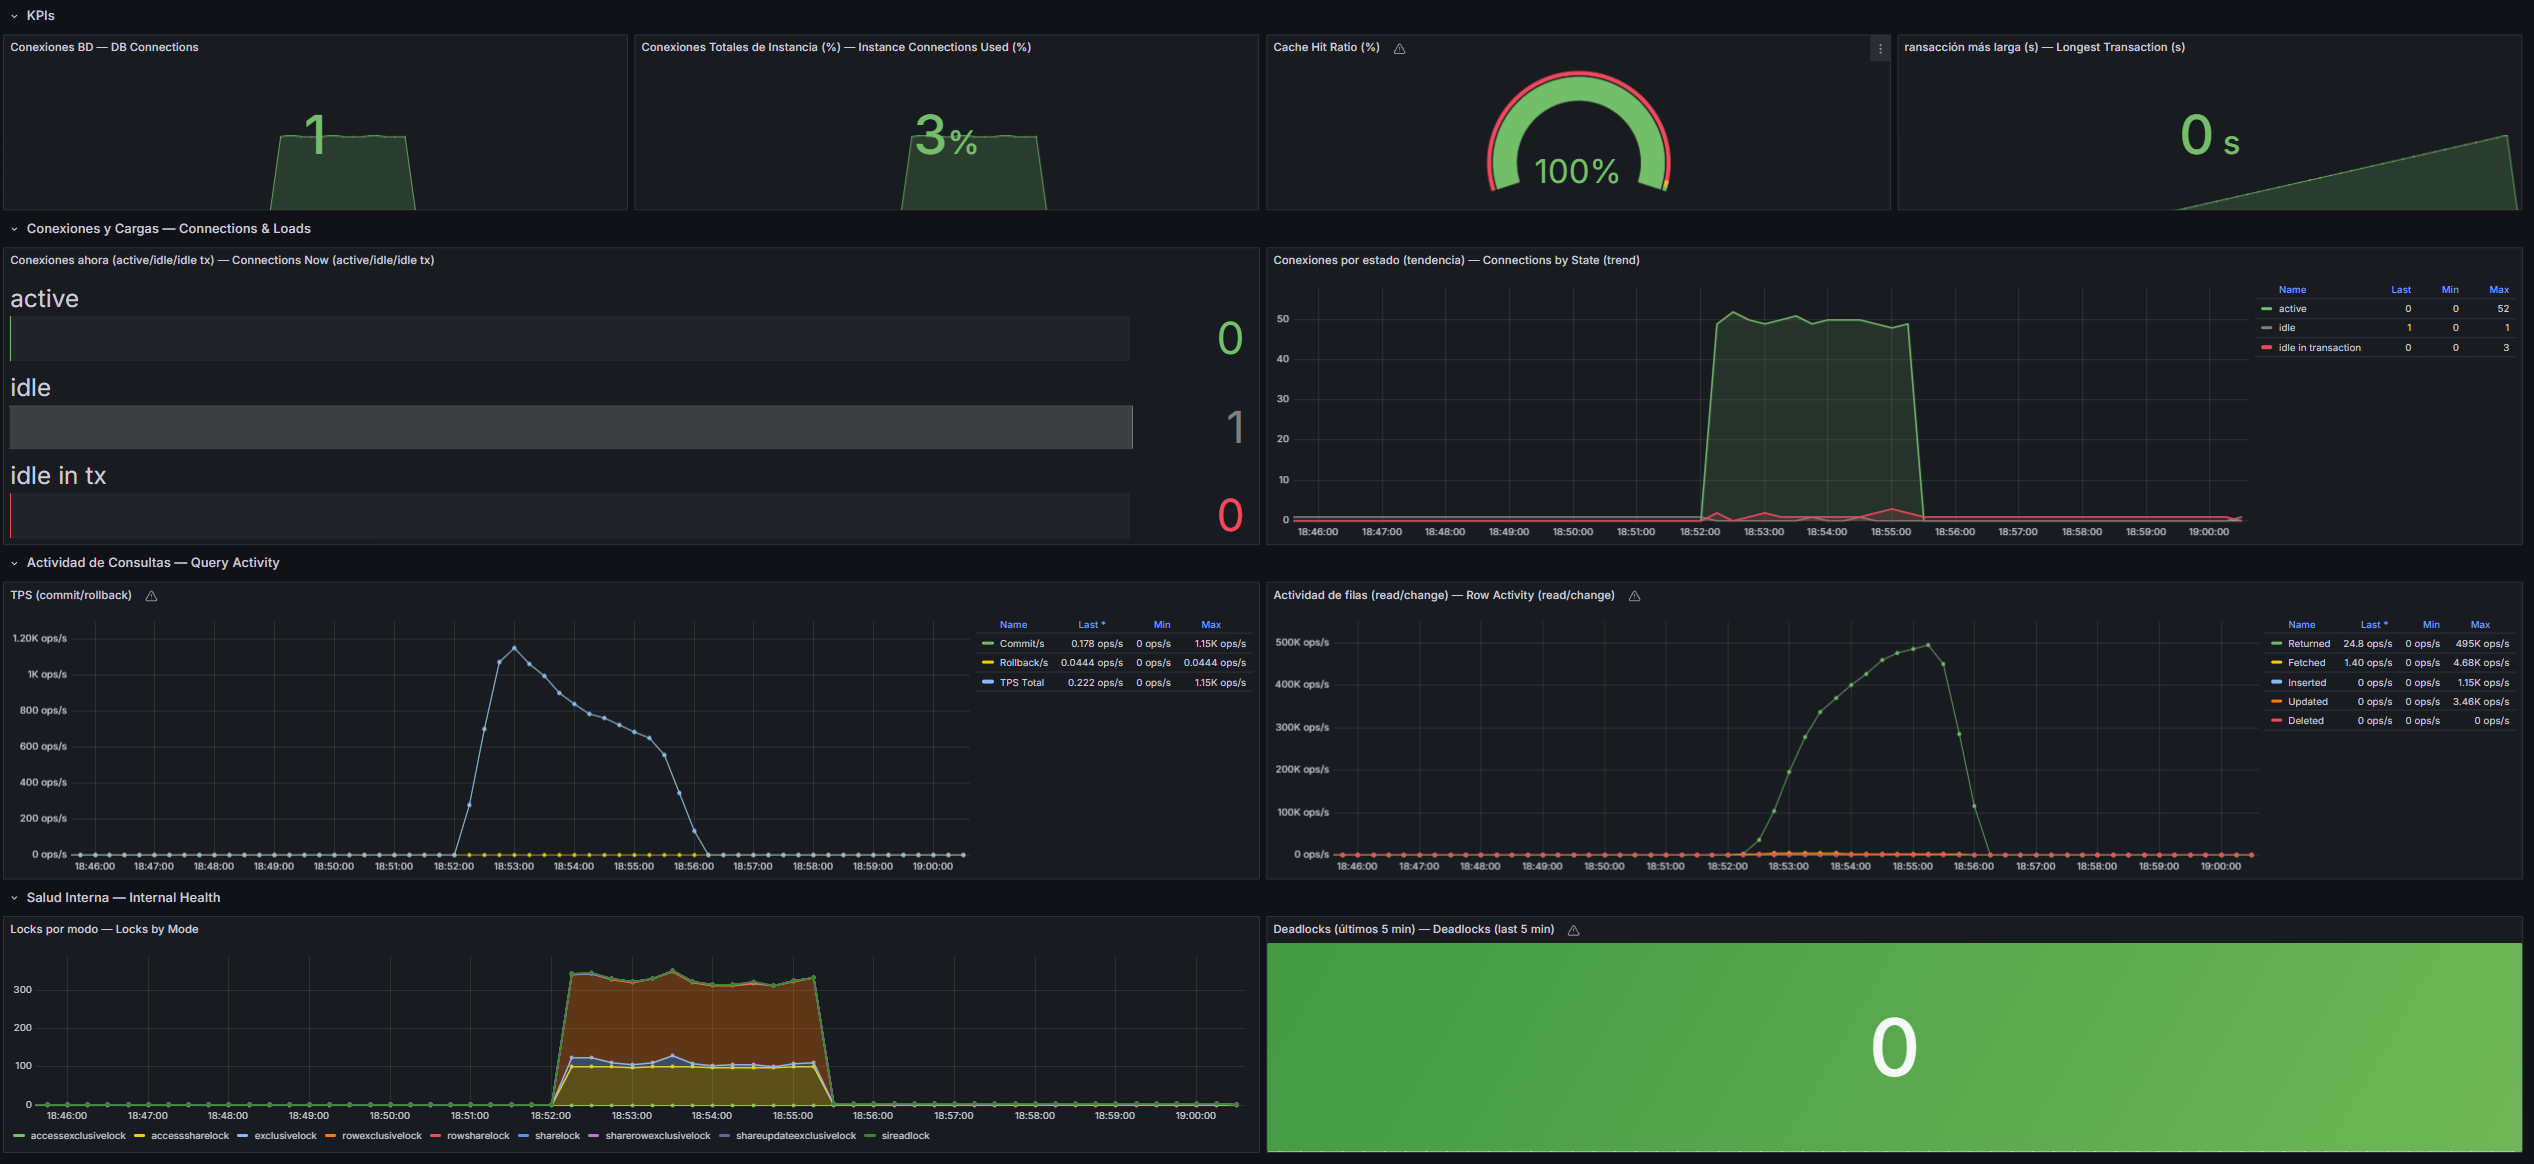 KPIs
Conexiones BD — DB Connections
1
Conexiones Totales de Instancia (%) — Instance Connections Used (%)
3%
Cache Hit Ratio (%)
100%
ransacción más larga (s) — Longest Transaction (s)
0 s
Conexiones y Cargas — Connections & Loads
Conexiones ahora (active/idle/idle tx) — Connections Now (active/idle/idle tx)
active
0
idle
1
idle in tx
0
Conexiones por estado (tendencia) — Connections by State (trend)
50
40
30
20
10
0
18:46:00 18:47:00 18:48:00 18:49:00 18:50:00 18:51:00 18:52:00 18:53:00 18:54:00 18:55:00 18:56:00 18:57:00 18:58:00 18:59:00 19:00:00
Name Last Min Max
active 0 0 52
idle 1 0 1
idle in transaction 0 0 3
Actividad de Consultas — Query Activity
TPS (commit/rollback)
1.20K ops/s
1K ops/s
800 ops/s
600 ops/s
400 ops/s
200 ops/s
0 ops/s
18:46:00 18:47:00 18:48:00 18:49:00 18:50:00 18:51:00 18:52:00 18:53:00 18:54:00 18:55:00 18:56:00 18:57:00 18:58:00 18:59:00 19:00:00
Name Last * Min Max
Commit/s 0.178 ops/s 0 ops/s 1.15K ops/s
Rollback/s 0.0444 ops/s 0 ops/s 0.0444 ops/s
TPS Total 0.222 ops/s 0 ops/s 1.15K ops/s
Actividad de filas (read/change) — Row Activity (read/change)
500K ops/s
400K ops/s
300K ops/s
200K ops/s
100K ops/s
0 ops/s
18:46:00 18:47:00 18:48:00 18:49:00 18:50:00 18:51:00 18:52:00 18:53:00 18:54:00 18:55:00 18:56:00 18:57:00 18:58:00 18:59:00 19:00:00
Name Last * Min Max
Returned 24.8 ops/s 0 ops/s 495K ops/s
Fetched 1.40 ops/s 0 ops/s 4.68K ops/s
Inserted 0 ops/s 0 ops/s 1.15K ops/s
Updated 0 ops/s 0 ops/s 3.46K ops/s
Deleted 0 ops/s 0 ops/s 0 ops/s
Salud Interna — Internal Health
Locks por modo — Locks by Mode
300
200
100
0
18:46:00 18:47:00 18:48:00 18:49:00 18:50:00 18:51:00 18:52:00 18:53:00 18:54:00 18:55:00 18:56:00 18:57:00 18:58:00 18:59:00 19:00:00
accessexclusivelock accesssharelock exclusivelock rowexclusivelock rowsharelock sharelock sharerowexclusivelock shareupdateexclusivelock sireadlock
Deadlocks (últimos 5 min) — Deadlocks (last 5 min)
0